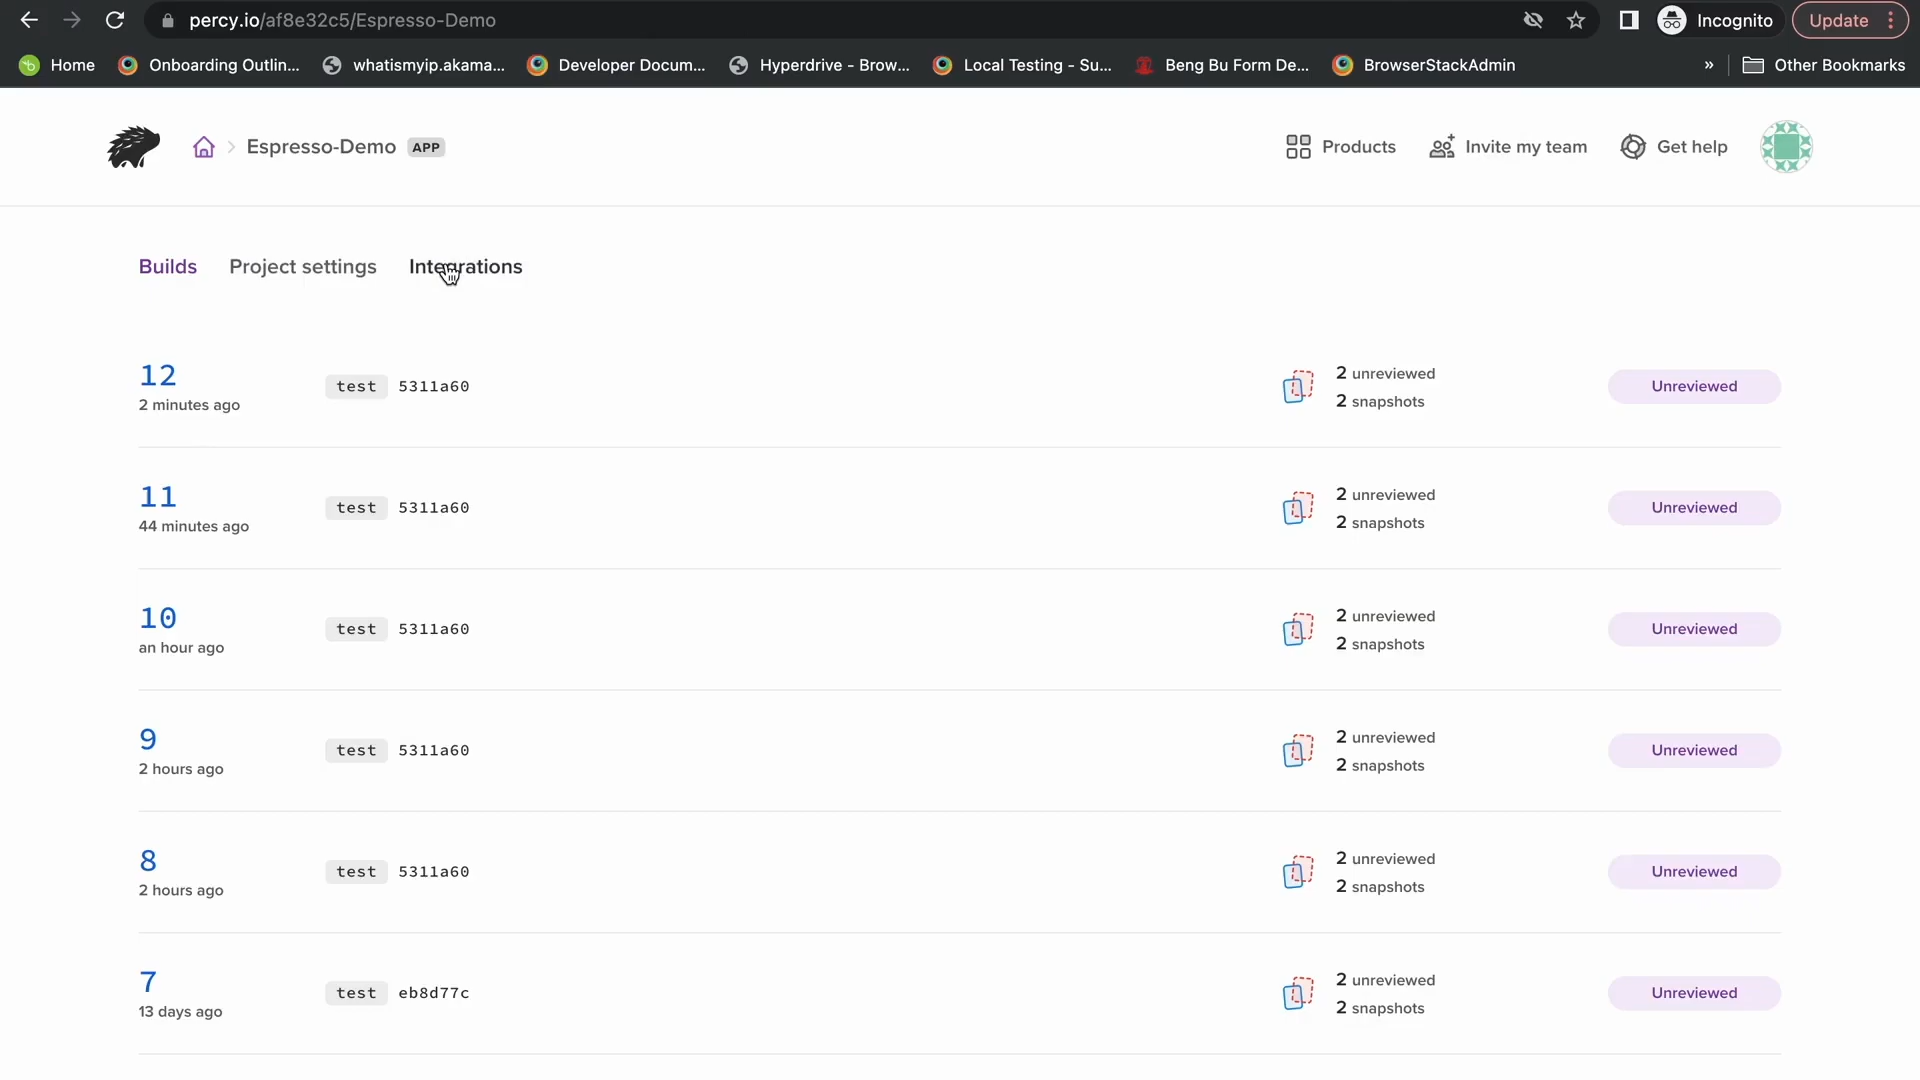 percy.io/af8e32c5/Espresso-Demo Incognito Update
Home Onboarding Outlin... whatismyip.akama... Developer Docum... Hyperdrive - Brow... Local Testing - Su... Beng Bu Form De... BrowserStackAdmin » Other Bookmarks
Espresso-Demo APP Products Invite my team Get help
Builds Project settings Integrations
12 test 5311a60 2 unreviewed Unreviewed
2 minutes ago 2 snapshots
11 test 5311a60 2 unreviewed Unreviewed
44 minutes ago 2 snapshots
10 test 5311a60 2 unreviewed Unreviewed
an hour ago 2 snapshots
9 test 5311a60 2 unreviewed Unreviewed
2 hours ago 2 snapshots
8 test 5311a60 2 unreviewed Unreviewed
2 hours ago 2 snapshots
7 test eb8d77c 2 unreviewed Unreviewed
13 days ago 2 snapshots